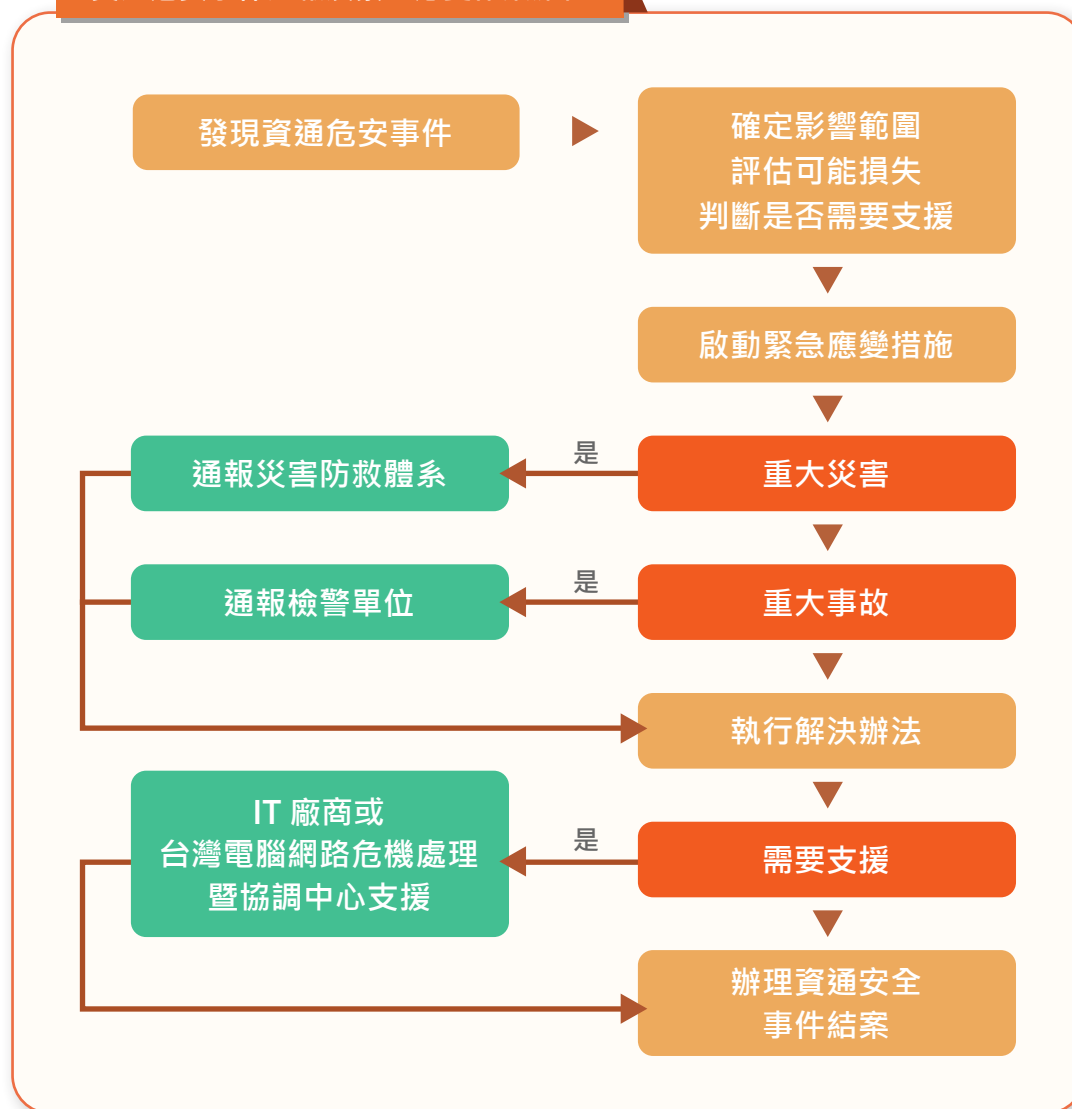 發現資通危安事件
確定影響範圍
評估可能損失
判斷是否需要支援
啟動緊急應變措施
通報災害防救體系
是
重大災害
通報檢警單位
是
重大事故
執行解決辦法
IT 廠商或
台灣電腦網路危機處理
暨協調中心支援
是
需要支援
辦理資通安全
事件結案